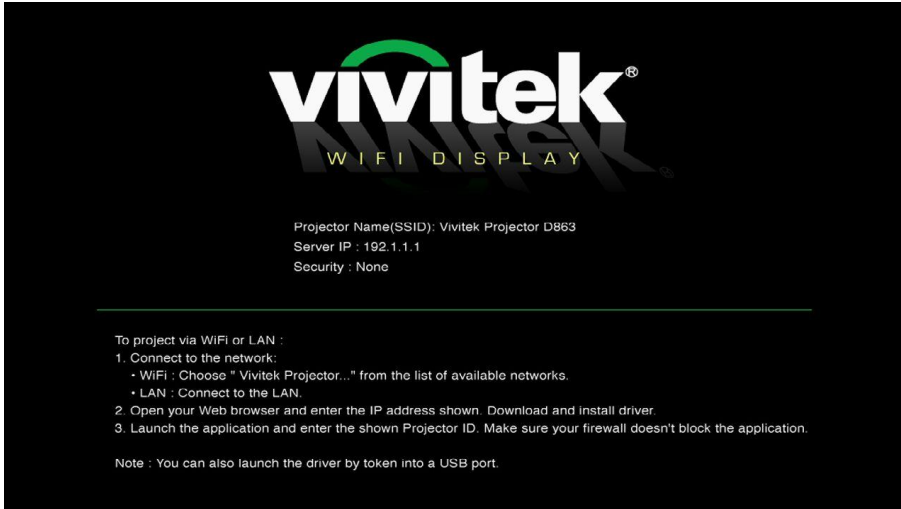 vivitek®
WIFI DISPLAY
Projector Name(SSID): Vivitek Projector D863
Server IP : 192.1.1.1
Security : None
To project via WiFi or LAN :
1. Connect to the network:
• WiFi : Choose " Vivitek Projector..." from the list of available networks.
• LAN : Connect to the LAN.
2. Open your Web browser and enter the IP address shown. Download and install driver.
3. Launch the application and enter the shown Projector ID. Make sure your firewall doesn't block the application.
Note : You can also launch the driver by token into a USB port.